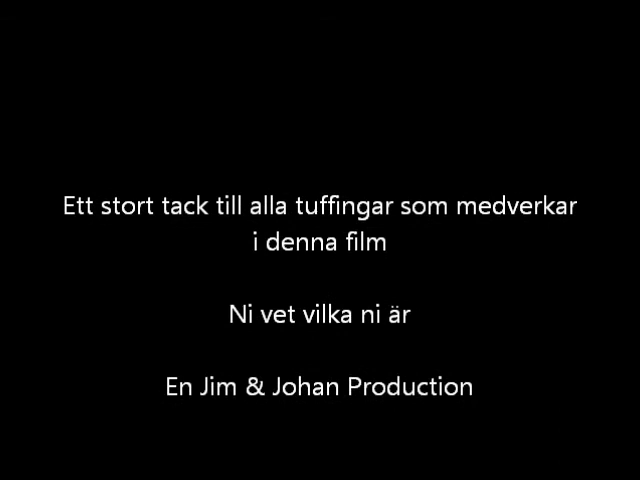 Ett stort tack till alla tuffingar som medverkar
i denna film
Ni vet vilka ni är
En Jim & Johan Production